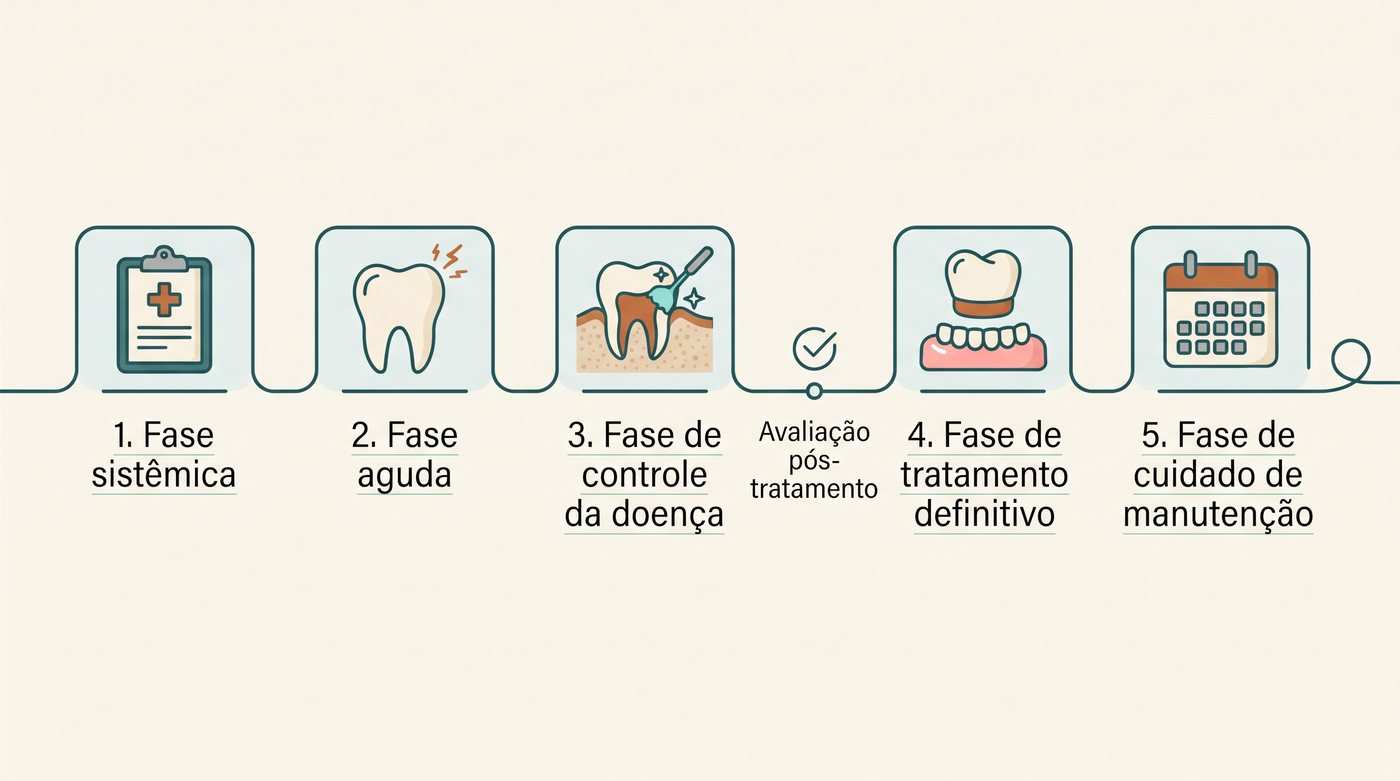 1. Fase
sistêmica
2. Fase
aguda
3. Fase de
controle
da doença
Avaliação
pós-
tratamento
4. Fase de
tratamento
definitivo
5. Fase de
cuidado de
manutenção